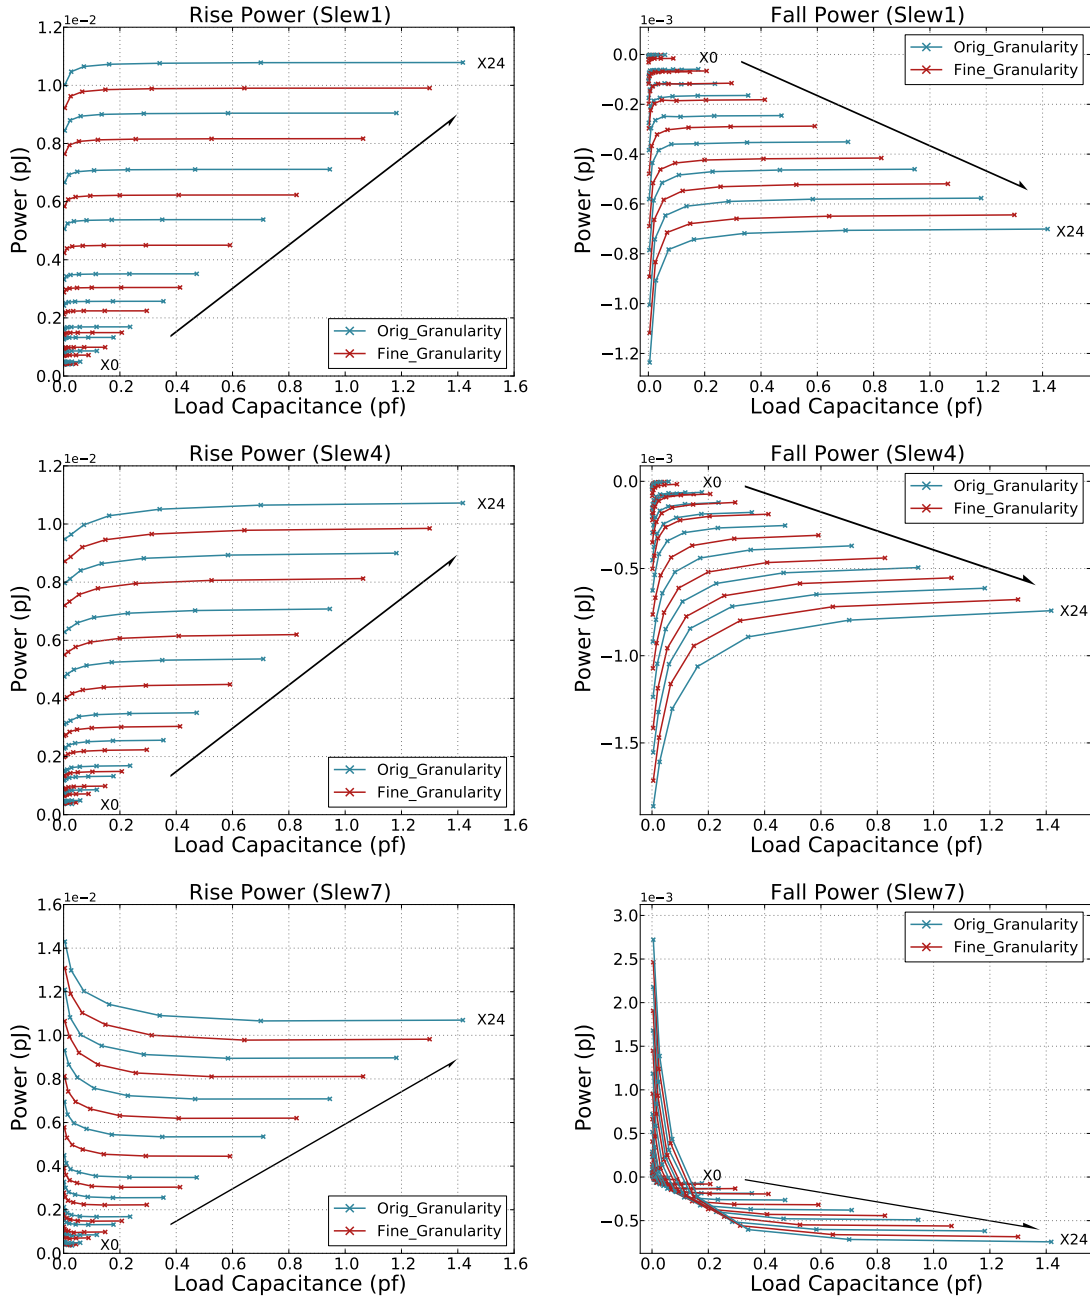 Rise Power (Slew1)
1e−2
1.2
1.0
0.8
0.6
0.4
0.2
0.0
Power (pJ)
X24
X0
Orig_Granularity
Fine_Granularity
0.0 0.2 0.4 0.6 0.8 1.0 1.2 1.4 1.6
Load Capacitance (pf)
Fall Power (Slew1)
1e−3
0.0
−0.2
−0.4
−0.6
−0.8
−1.0
−1.2
Power (pJ)
X0
X24
Orig_Granularity
Fine_Granularity
0.0 0.2 0.4 0.6 0.8 1.0 1.2 1.4
Load Capacitance (pf)
Rise Power (Slew4)
1e−2
1.2
1.0
0.8
0.6
0.4
0.2
0.0
Power (pJ)
X24
X0
Orig_Granularity
Fine_Granularity
0.0 0.2 0.4 0.6 0.8 1.0 1.2 1.4 1.6
Load Capacitance (pf)
Fall Power (Slew4)
1e−3
0.0
−0.5
−1.0
−1.5
Power (pJ)
X0
X24
Orig_Granularity
Fine_Granularity
0.0 0.2 0.4 0.6 0.8 1.0 1.2 1.4
Load Capacitance (pf)
Rise Power (Slew7)
1e−2
1.6
1.4
1.2
1.0
0.8
0.6
0.4
0.2
0.0
Power (pJ)
X24
X0
Orig_Granularity
Fine_Granularity
0.0 0.2 0.4 0.6 0.8 1.0 1.2 1.4 1.6
Load Capacitance (pf)
Fall Power (Slew7)
1e−3
3.0
2.5
2.0
1.5
1.0
0.5
0.0
−0.5
Power (pJ)
X0
X24
Orig_Granularity
Fine_Granularity
0.0 0.2 0.4 0.6 0.8 1.0 1.2 1.4
Load Capacitance (pf)